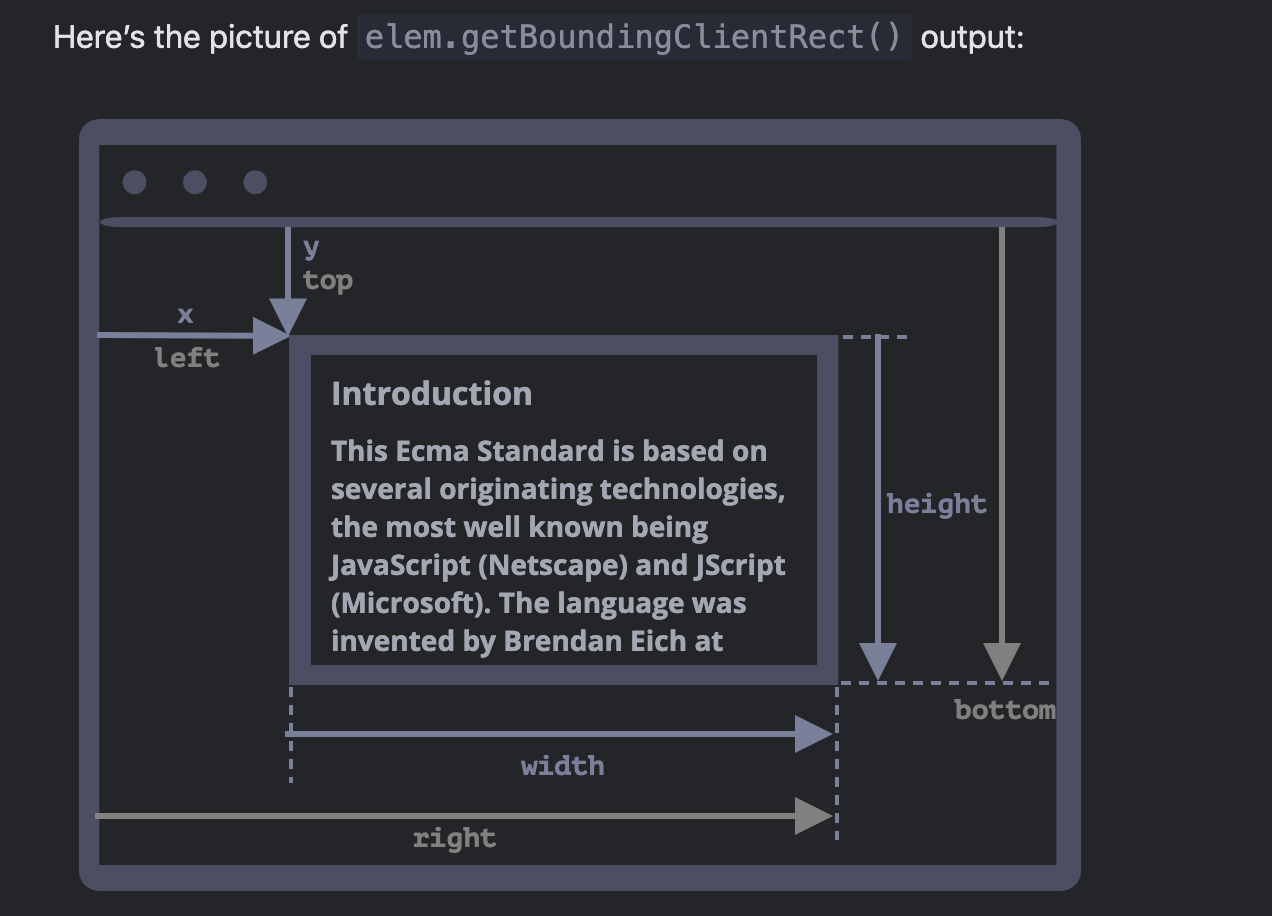 Here’s the picture of elem.getBoundingClientRect() output:
y
top
x
left
Introduction
This Ecma Standard is based on
several originating technologies,
the most well known being
JavaScript (Netscape) and JScript
(Microsoft). The language was
invented by Brendan Eich at
height
bottom
width
right